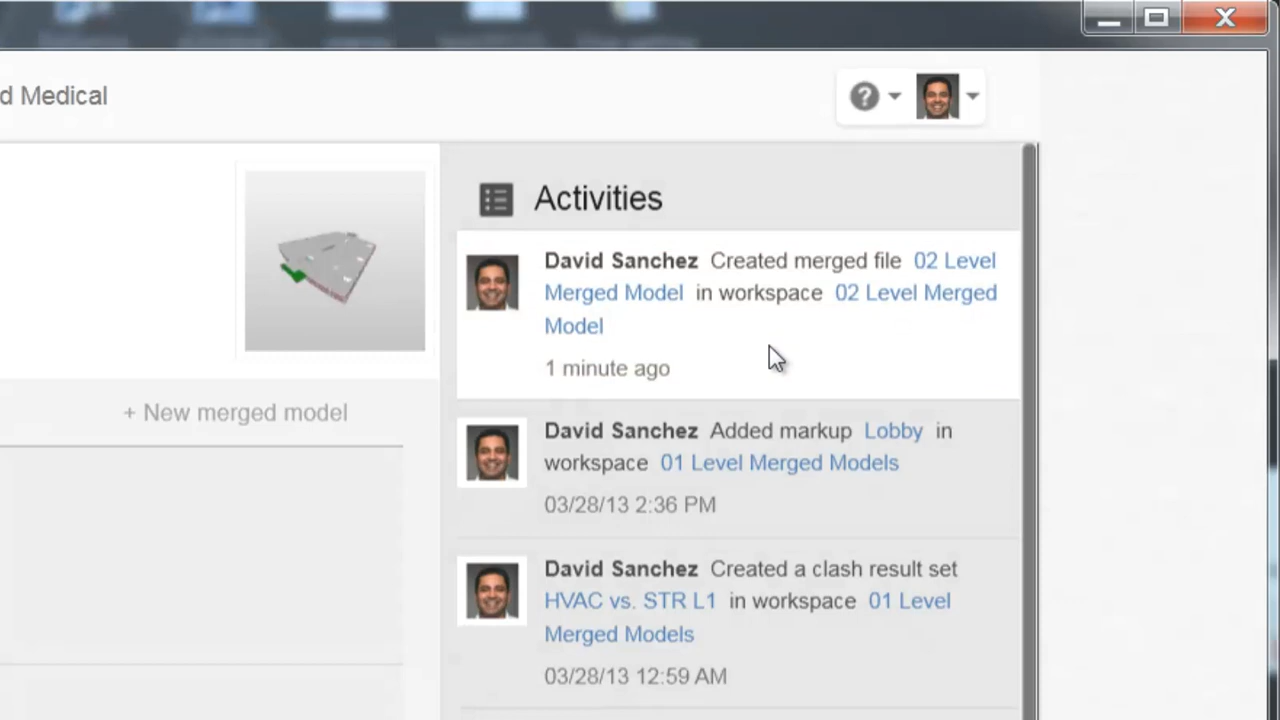 d Medical
Activities
David Sanchez Created merged file 02 Level
Merged Model in workspace 02 Level Merged
Model
1 minute ago
+ New merged model
David Sanchez Added markup Lobby in
workspace 01 Level Merged Models
03/28/13 2:36 PM
David Sanchez Created a clash result set
HVAC vs. STR L1 in workspace 01 Level
Merged Models
03/28/13 12:59 AM